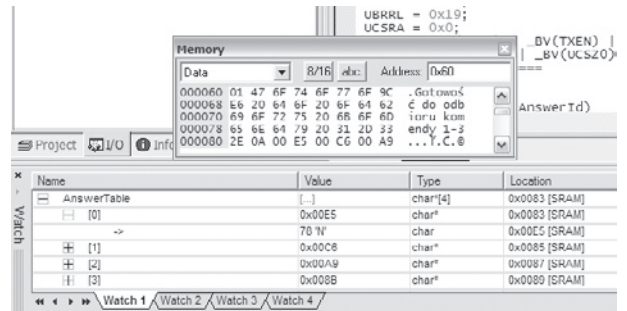 UBRRL = 0x19;
UCSRA = 0x0;
_BV(TXEN) |
| _BV(UCSZ0)
===
AnswerId)
Memory
Data 8/16 abc. Address: 0x60
000060 01 47 6F 74 6F 77 6F 9C .Gotowoś
000068 E6 20 64 6F 20 6F 64 62 ć do odb
000070 69 6F 72 75 20 6B 6F 6D ioru kom
000078 65 6E 64 79 20 31 2D 33 endy 1-3
000080 2E 0A 00 E5 00 C6 00 A9
Project I/O Info
Watch
Name Value Type Location
AnswerTable [...] char*[4] 0x0083 [SRAM]
[0] 0x00E5 char* 0x0083 [SRAM]
-> 78 'N' char 0x00E5 [SRAM]
[1] 0x00C6 char* 0x0085 [SRAM]
[2] 0x00A9 char* 0x0087 [SRAM]
[3] 0x008B char* 0x0089 [SRAM]
Watch 1 Watch 2 Watch 3 Watch 4